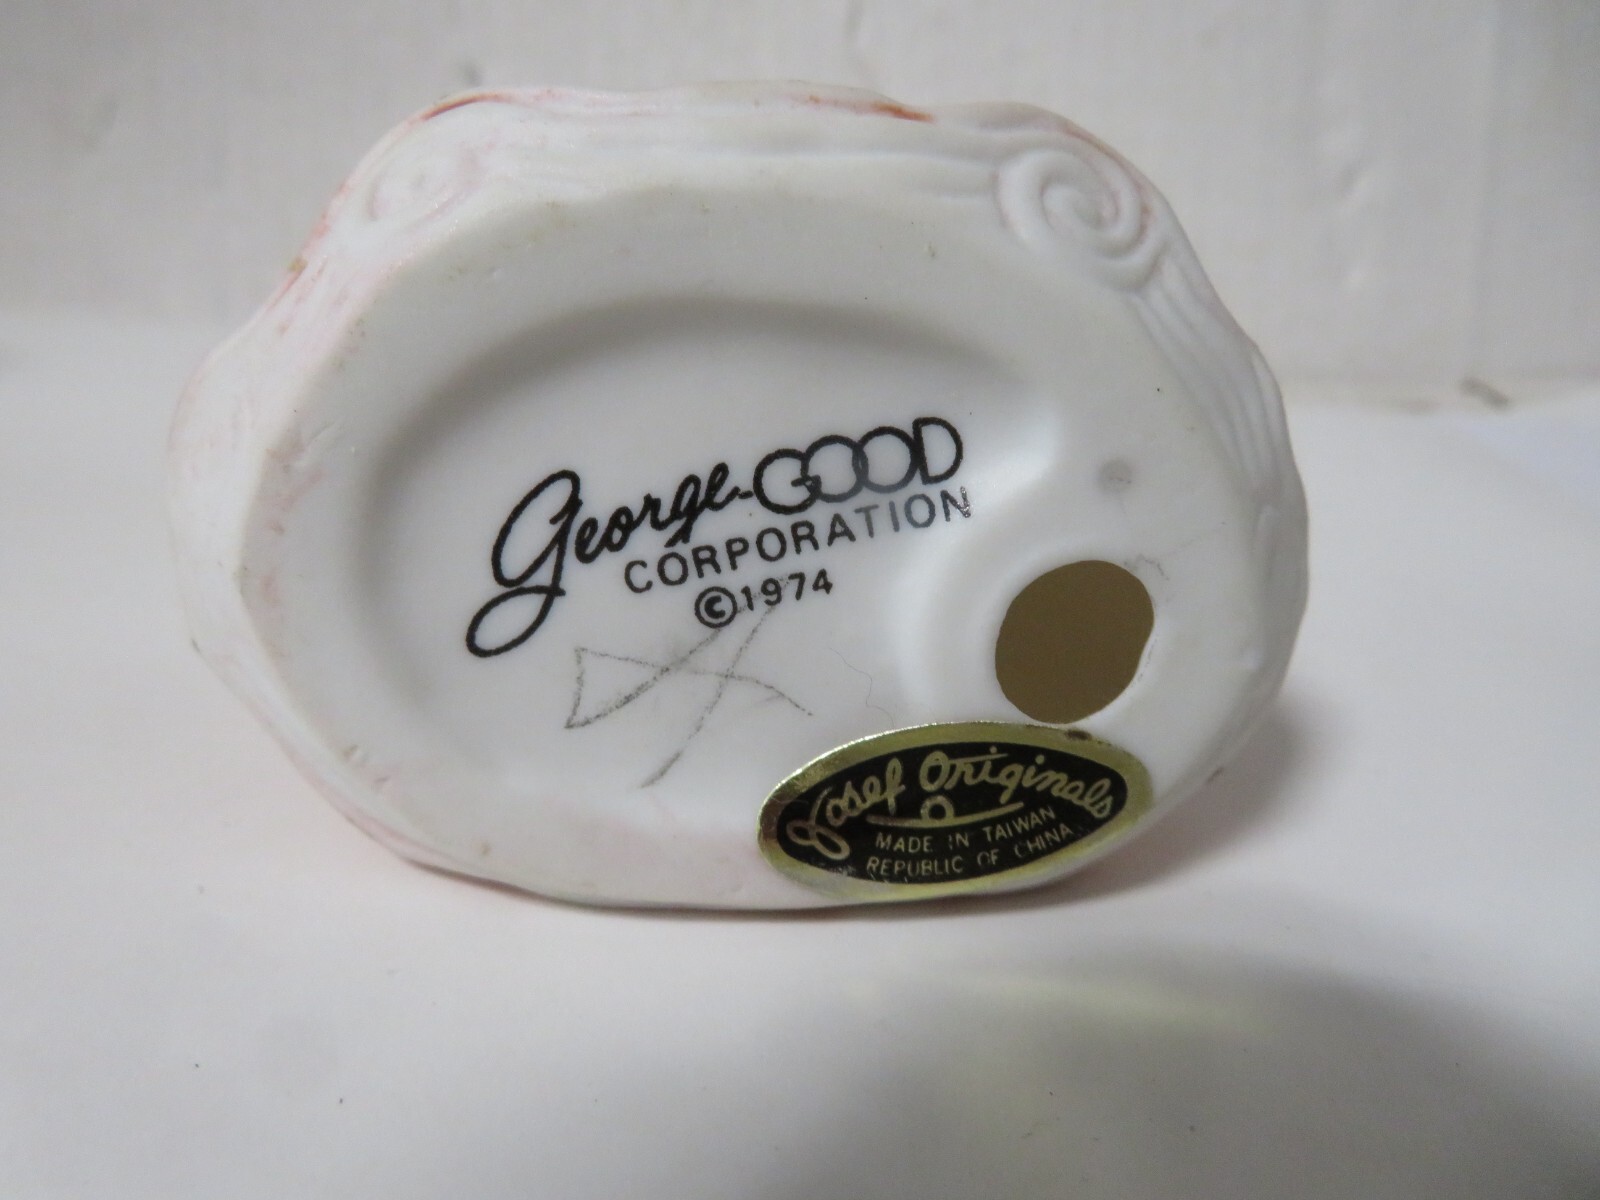 George GOOD
CORPORATION
©1974
Josef Originals
MADE IN TAIWAN
REPUBLIC OF CHINA